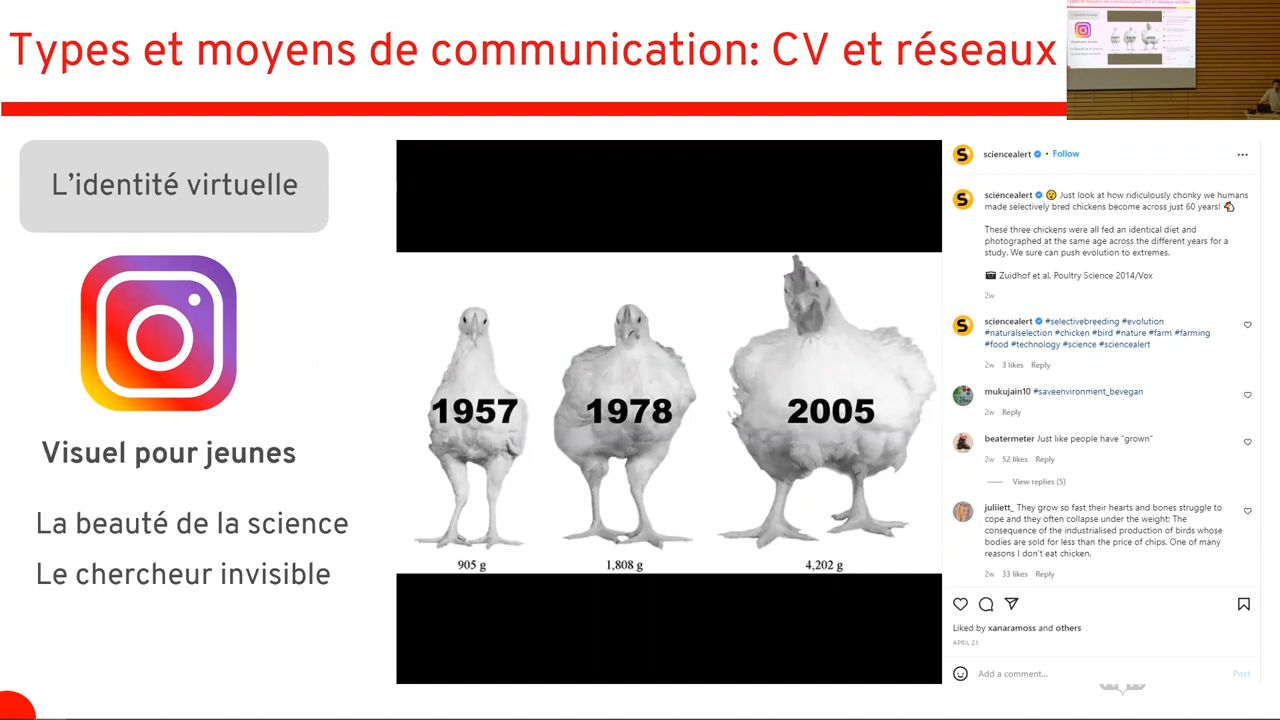 Types et moyens de communication: CV et réseaux
L'identité virtuelle
Visuel pour jeunes
La beauté de la science
Le chercheur invisible
1957
1978
2005
905 g
1,808 g
4,202 g
sciencealert • Follow
sciencealert 😮 Just look at how ridiculously chonky we humans
made selectively bred chickens become across just 60 years! 🐔
These three chickens were all fed an identical diet and
photographed at the same age across the different years for a
study. We sure can push evolution to extremes.
📷 Zuidhof et al. Poultry Science 2014/Vox
2w
sciencealert #selectivebreeding #evolution
#naturalselection #chicken #bird #nature #farm #farming
#food #technology #science #sciencealert
2w 3 likes Reply
mukujain10 #saveenvironment_bevegan
2w Reply
beatermeter Just like people have "grown"
2w 52 likes Reply
View replies (5)
juliiett_ They grow so fast their hearts and bones struggle to
cope and they often collapse under the weight: The
consequence of the industrialised production of birds whose
bodies are sold for less than the price of chips. One of many
reasons I don't eat chicken.
2w 33 likes Reply
Liked by xanaramoss and others
APRIL 21
Add a comment...
Post